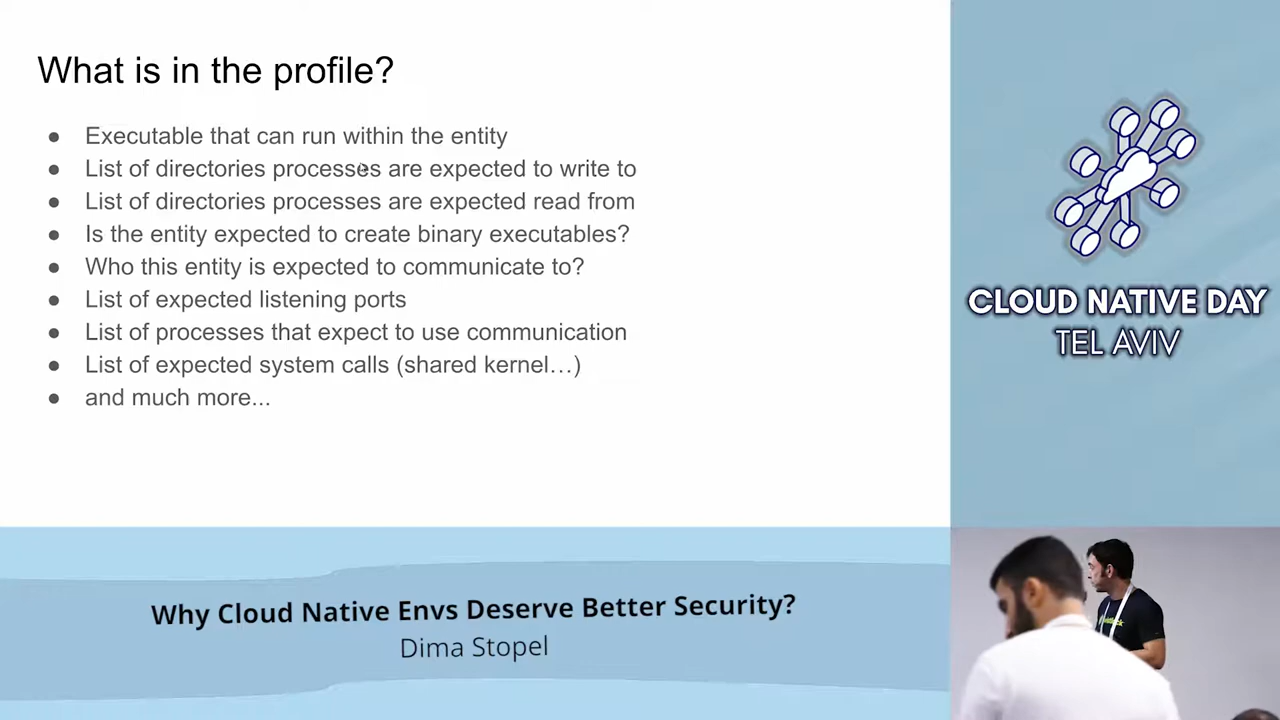 What is in the profile?
● Executable that can run within the entity
● List of directories processes are expected to write to
● List of directories processes are expected read from
● Is the entity expected to create binary executables?
● Who this entity is expected to communicate to?
● List of expected listening ports
● List of processes that expect to use communication
● List of expected system calls (shared kernel…)
● and much more...
CLOUD NATIVE DAY
TEL AVIV
Why Cloud Native Envs Deserve Better Security?
Dima Stopel